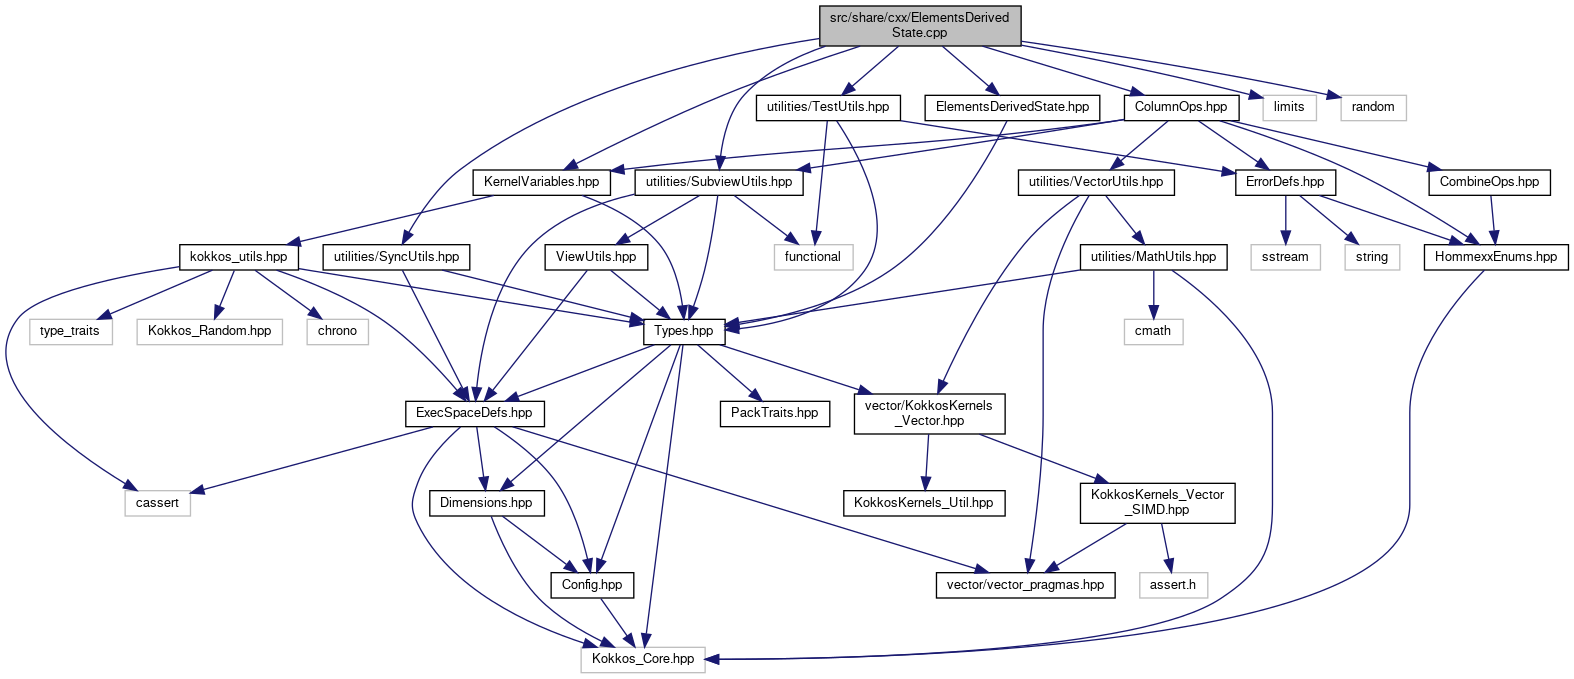 src/share/cxx/ElementsDerived
State.cpp
utilities/TestUtils.hpp
ElementsDerivedState.hpp
ColumnOps.hpp
limits
random
KernelVariables.hpp
utilities/SubviewUtils.hpp
utilities/VectorUtils.hpp
ErrorDefs.hpp
CombineOps.hpp
kokkos_utils.hpp
utilities/SyncUtils.hpp
ViewUtils.hpp
functional
utilities/MathUtils.hpp
sstream
string
HommexxEnums.hpp
type_traits
Kokkos_Random.hpp
chrono
Types.hpp
cmath
ExecSpaceDefs.hpp
PackTraits.hpp
vector/KokkosKernels
_Vector.hpp
cassert
Dimensions.hpp
KokkosKernels_Util.hpp
KokkosKernels_Vector
_SIMD.hpp
Config.hpp
vector/vector_pragmas.hpp
assert.h
Kokkos_Core.hpp